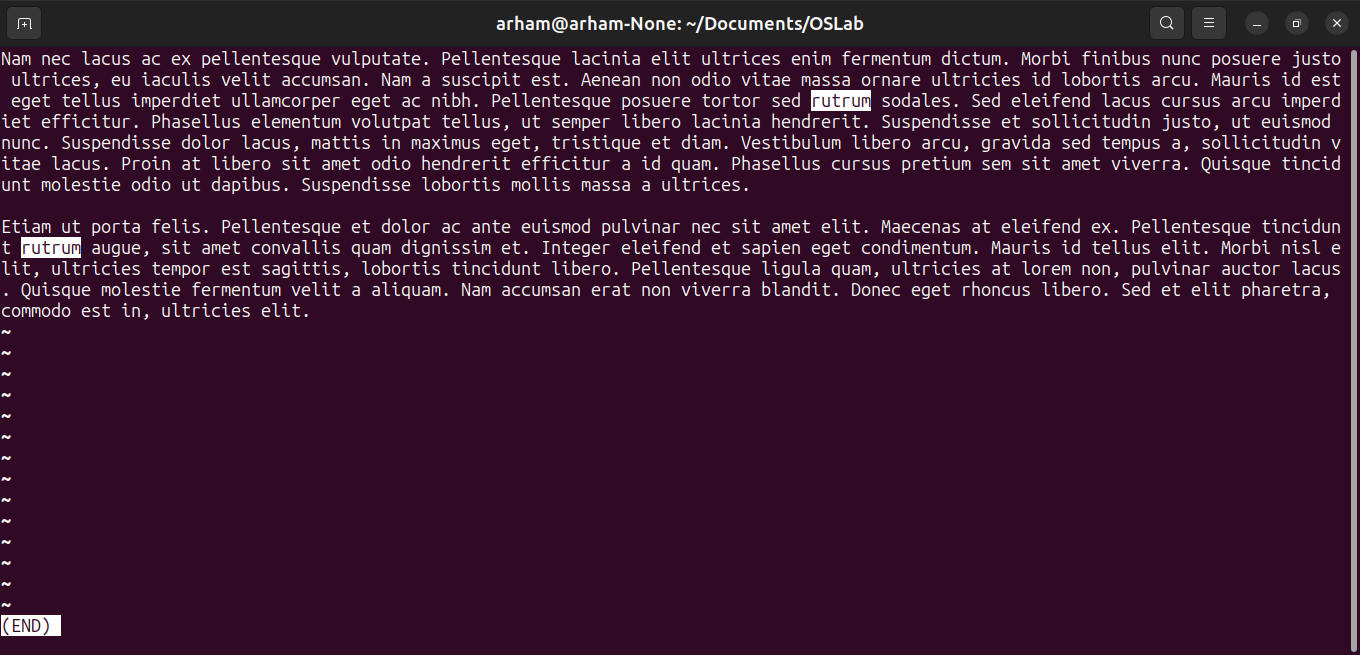 arham@arham-None: ~/Documents/OSLab
Nam nec lacus ac ex pellentesque vulputate. Pellentesque lacinia elit ultrices enim fermentum dictum. Morbi finibus nunc posuere justo
 ultrices, eu iaculis velit accumsan. Nam a suscipit est. Aenean non odio vitae massa ornare ultricies id lobortis arcu. Mauris id est
 eget tellus imperdiet ullamcorper eget ac nibh. Pellentesque posuere tortor sed rutrum sodales. Sed eleifend lacus cursus arcu imperd
iet efficitur. Phasellus elementum volutpat tellus, ut semper libero lacinia hendrerit. Suspendisse et sollicitudin justo, ut euismod
nunc. Suspendisse dolor lacus, mattis in maximus eget, tristique et diam. Vestibulum libero arcu, gravida sed tempus a, sollicitudin v
itae lacus. Proin at libero sit amet odio hendrerit efficitur a id quam. Phasellus cursus pretium sem sit amet viverra. Quisque tincid
unt molestie odio ut dapibus. Suspendisse lobortis mollis massa a ultrices.

Etiam ut porta felis. Pellentesque et dolor ac ante euismod pulvinar nec sit amet elit. Maecenas at eleifend ex. Pellentesque tincidun
t rutrum augue, sit amet convallis quam dignissim et. Integer eleifend et sapien eget condimentum. Mauris id tellus elit. Morbi nisl e
lit, ultricies tempor est sagittis, lobortis tincidunt libero. Pellentesque ligula quam, ultricies at lorem non, pulvinar auctor lacus
. Quisque molestie fermentum velit a aliquam. Nam accumsan erat non viverra blandit. Donec eget rhoncus libero. Sed et elit pharetra,
commodo est in, ultricies elit.
~
~
~
~
~
~
~
~
~
~
~
~
~
~
(END)